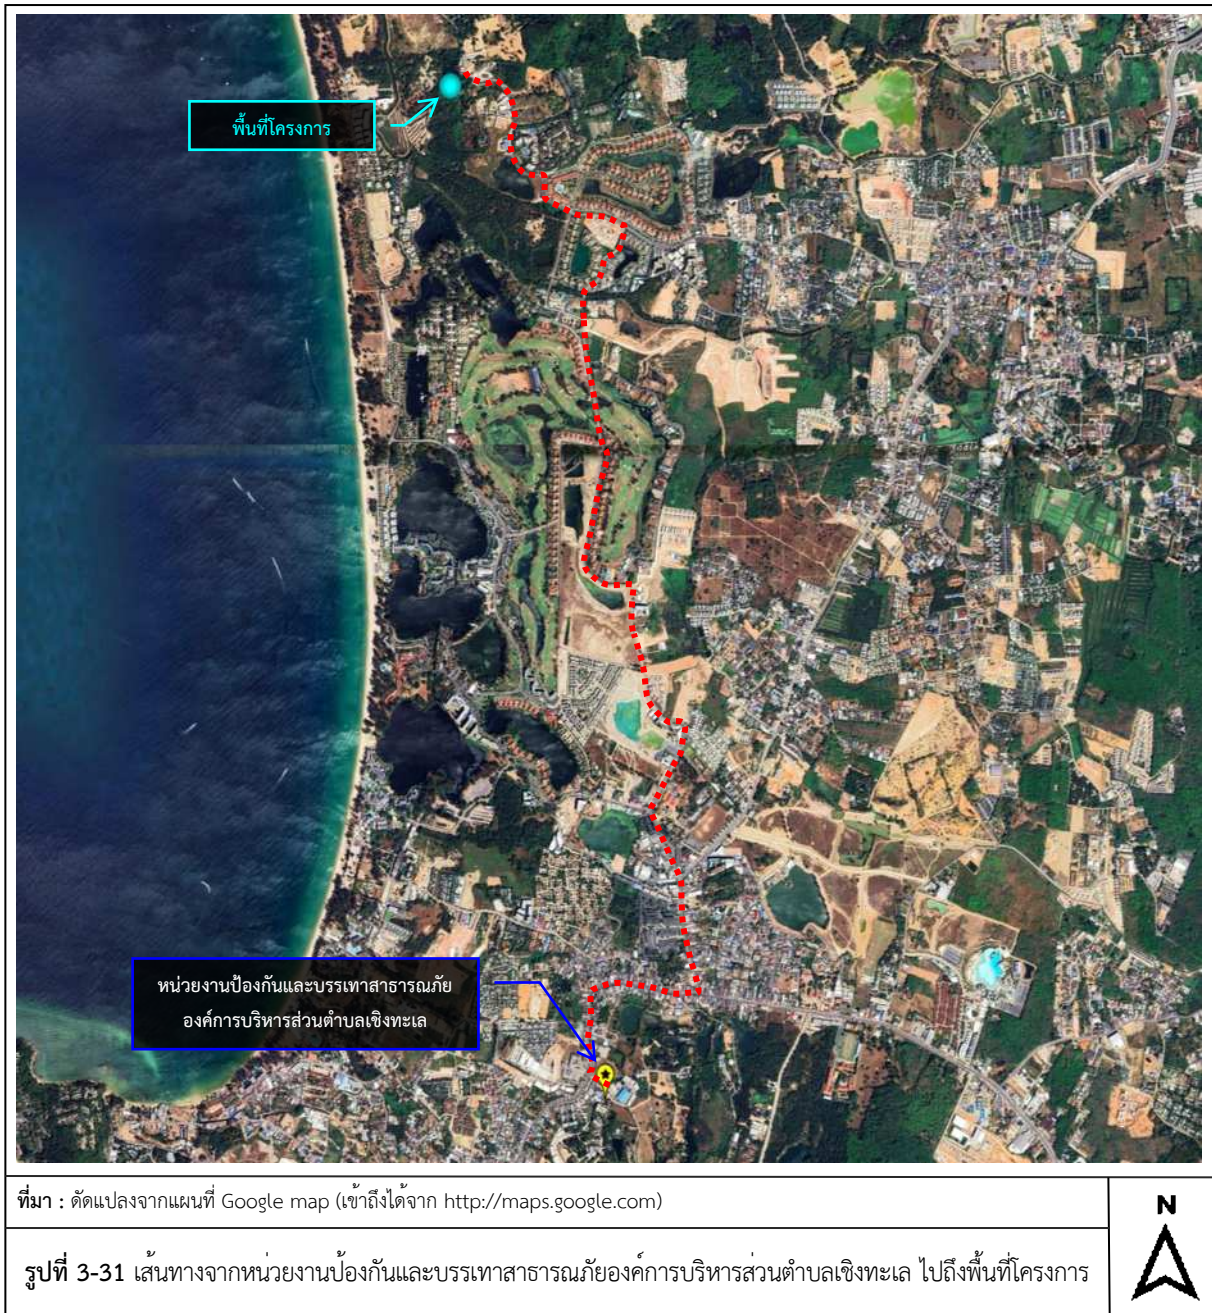 พื้นที่โครงการ
หน่วยงานป้องกันและบรรเทาสาธารณภัย
องค์การบริหารส่วนตำบลเชิงทะเล
ที่มา : ดัดแปลงจากแผนที่ Google map (เข้าถึงได้จาก http://maps.google.com)
N
รูปที่ 3-31 เส้นทางจากหน่วยงานป้องกันและบรรเทาสาธารณภัยองค์การบริหารส่วนตำบลเชิงทะเล ไปถึงพื้นที่โครงการ